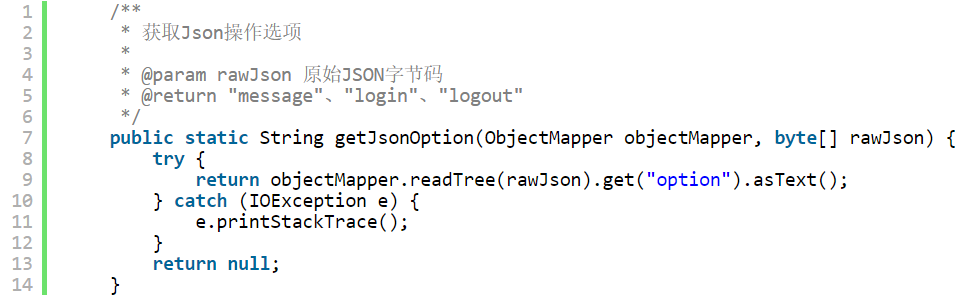 1 /**
2 * 获取Json操作选项
3 *
4 * @param rawJson 原始JSON字节码
5 * @return "message"、"login"、"logout"
6 */
7 public static String getJsonOption(ObjectMapper objectMapper, byte[] rawJson) {
8 try {
9 return objectMapper.readTree(rawJson).get("option").asText();
10 } catch (IOException e) {
11 e.printStackTrace();
12 }
13 return null;
14 }